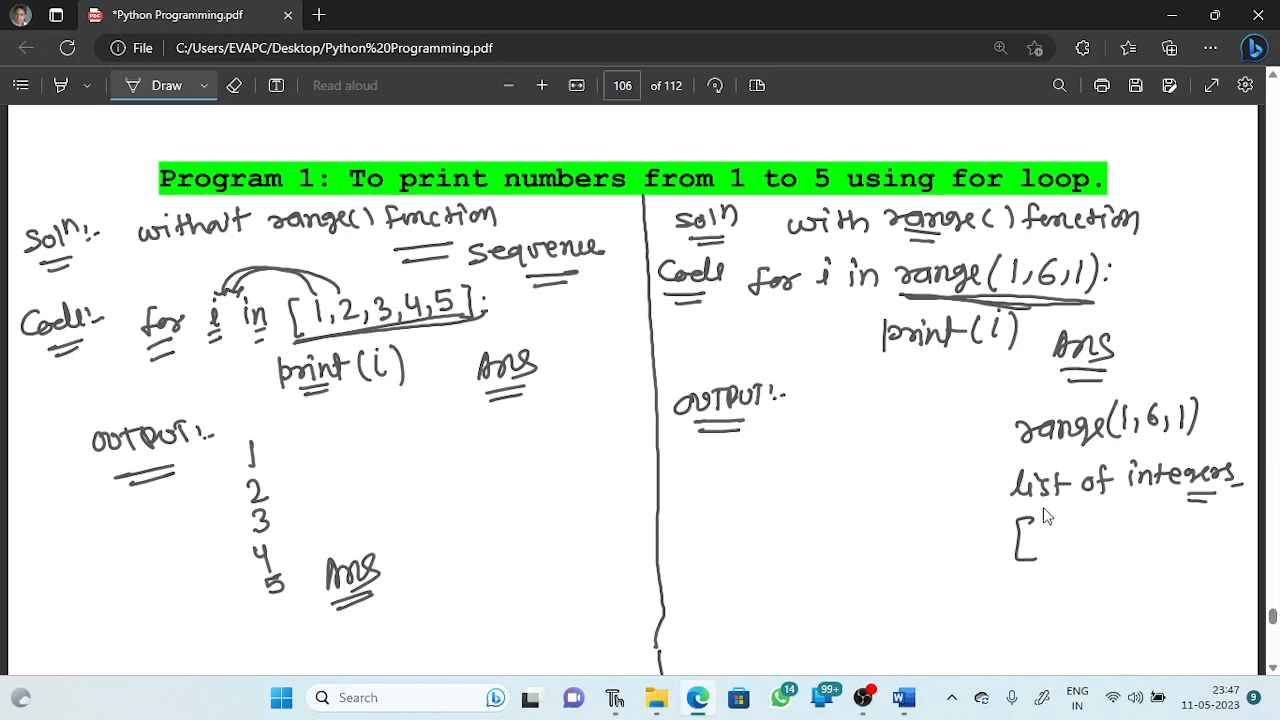 *Python Programming.pdf
File C:/Users/EVAPC/Desktop/Python%20Programming.pdf
Draw Read aloud 106 of 112
Program 1: To print numbers from 1 to 5 using for loop.
Soln:- without range() function
sequence
Code:- for i in [1,2,3,4,5]:
print(i) Ans
OUTPUT:-
1
2
3
4
5 Ans
Soln with range() function
Code for i in range(1,6,1):
print(i) Ans
OUTPUT:-
range(1,6,1)
list of integers
[
Search 14 99+ ENG IN 23:47 11-05-2023 9